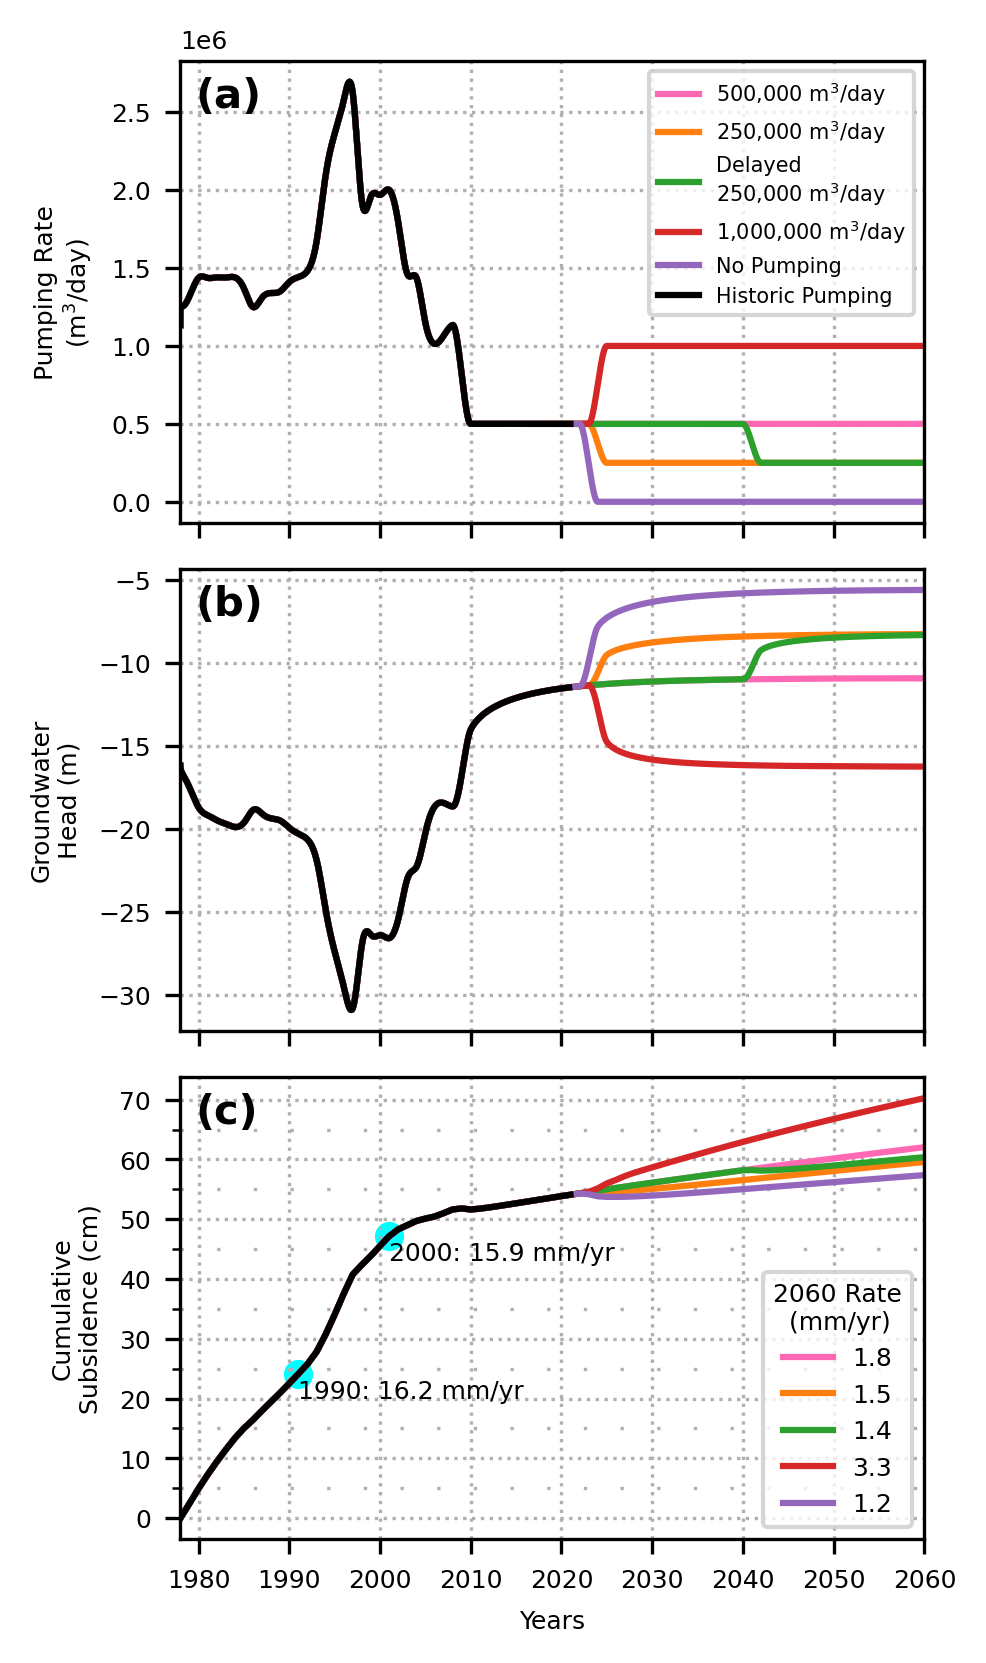 1e6
(a)
2.5
2.0
1.5
1.0
0.5
0.0
Pumping Rate
(m³/day)
500,000 m³/day
250,000 m³/day
Delayed
250,000 m³/day
1,000,000 m³/day
No Pumping
Historic Pumping
(b)
−5
−10
−15
−20
−25
−30
Groundwater
Head (m)
(c)
70
60
50
40
30
20
10
0
Cumulative
Subsidence (cm)
2000: 15.9 mm/yr
1990: 16.2 mm/yr
2060 Rate
(mm/yr)
1.8
1.5
1.4
3.3
1.2
1980 1990 2000 2010 2020 2030 2040 2050 2060
Years